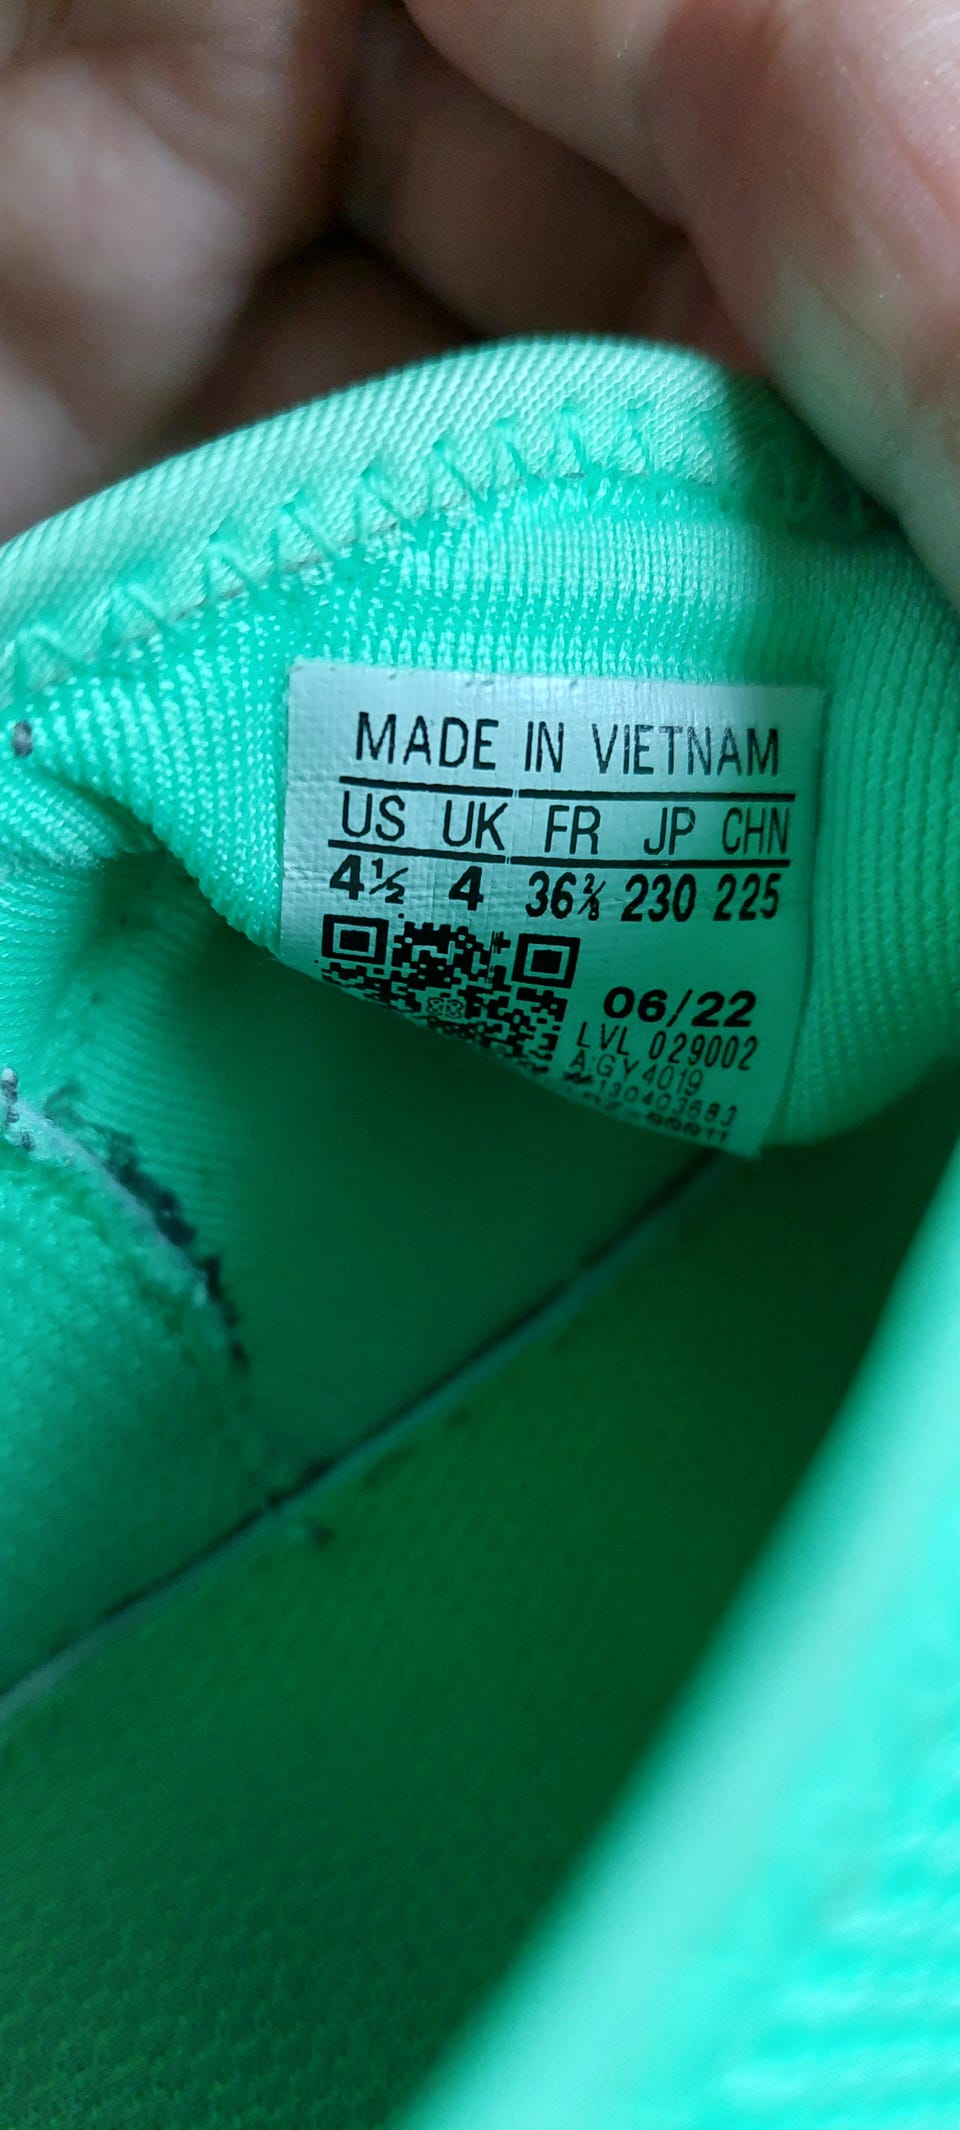 MADE IN VIETNAM
US UK FR JP CHN
4½ 4 36⅔ 230 225
06/22
LVL 029002
A:GY4019
#130403683